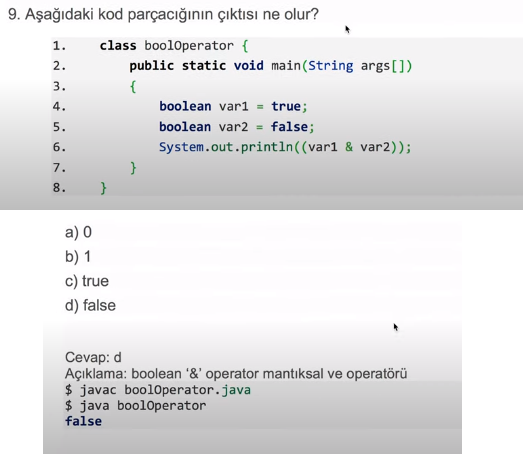 9. Aşağıdaki kod parçacığının çıktısı ne olur?
1. class boolOperator {
2. public static void main(String args[])
3. {
4. boolean var1 = true;
5. boolean var2 = false;
6. System.out.println((var1 & var2));
7. }
8. }
a) 0
b) 1
c) true
d) false
Cevap: d
Açıklama: boolean ‘&’ operator mantıksal ve operatörü
$ javac boolOperator.java
$ java boolOperator
false